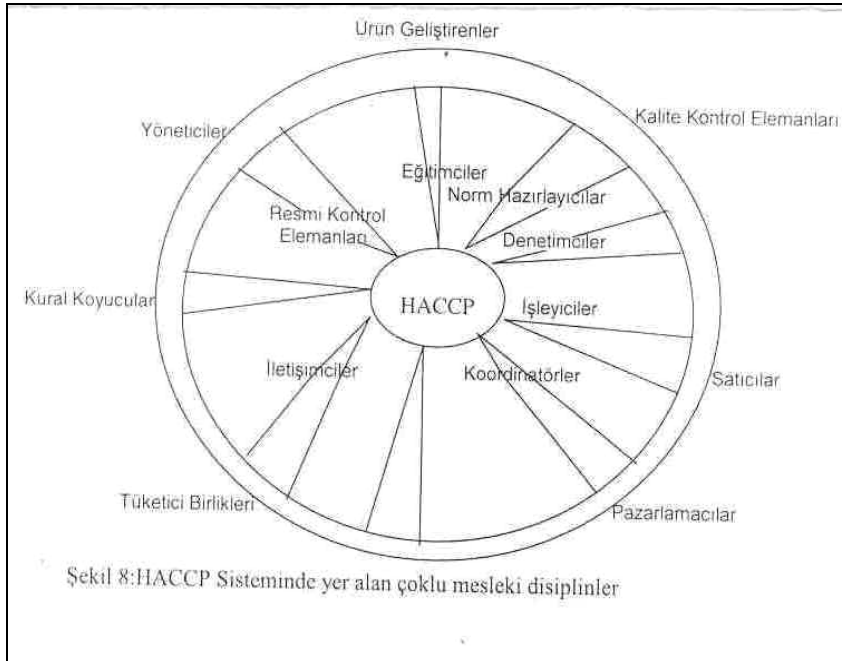 Ürün Geliştirenler
Kalite Kontrol Elemanları
Yöneticiler
Eğitimciler
Norm Hazırlayıcılar
Resmi Kontrol
Elemanları
Denetimciler
Kural Koyucular
HACCP
İşleyiciler
İletişimciler
Koordinatörler
Satıcılar
Tüketici Birlikleri
Pazarlamacılar
Şekil 8:HACCP Sisteminde yer alan çoklu mesleki disiplinler